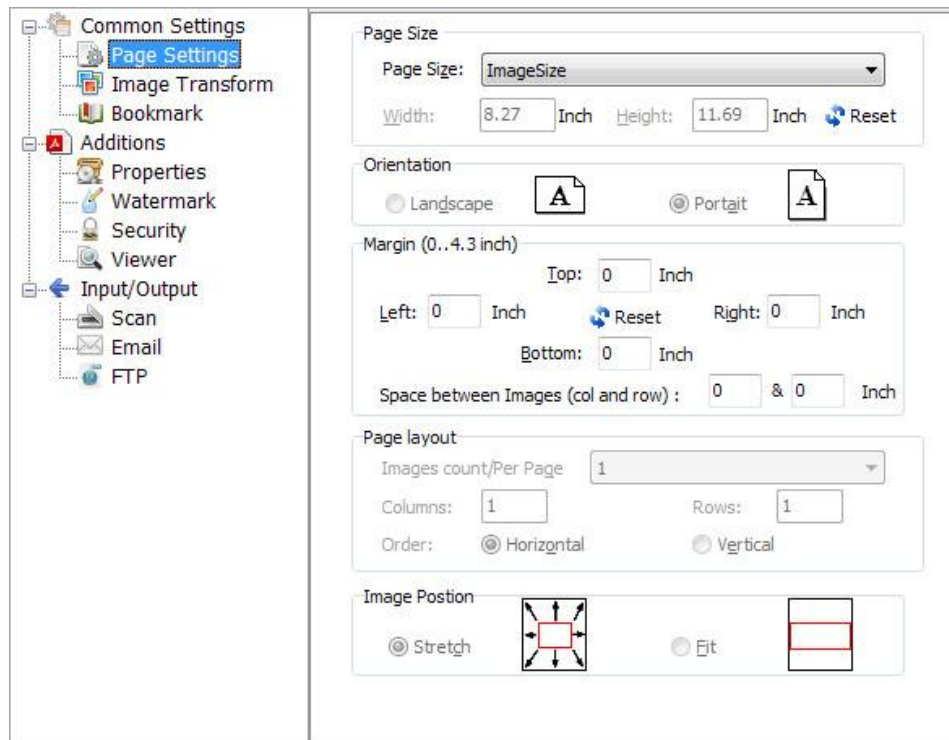 Common Settings
Page Settings
Image Transform
Bookmark
Additions
Properties
Watermark
Security
Viewer
Input/Output
Scan
Email
FTP
Page Size
Page Size: ImageSize
Width: 8.27 Inch Height: 11.69 Inch Reset
Orientation
Landscape A Portait A
Margin (0..4.3 inch)
Top: 0 Inch
Left: 0 Inch Reset Right: 0 Inch
Bottom: 0 Inch
Space between Images (col and row) : 0 & 0 Inch
Page layout
Images count/Per Page 1
Columns: 1 Rows: 1
Order: Horizontal Vertical
Image Postion
Stretch Fit